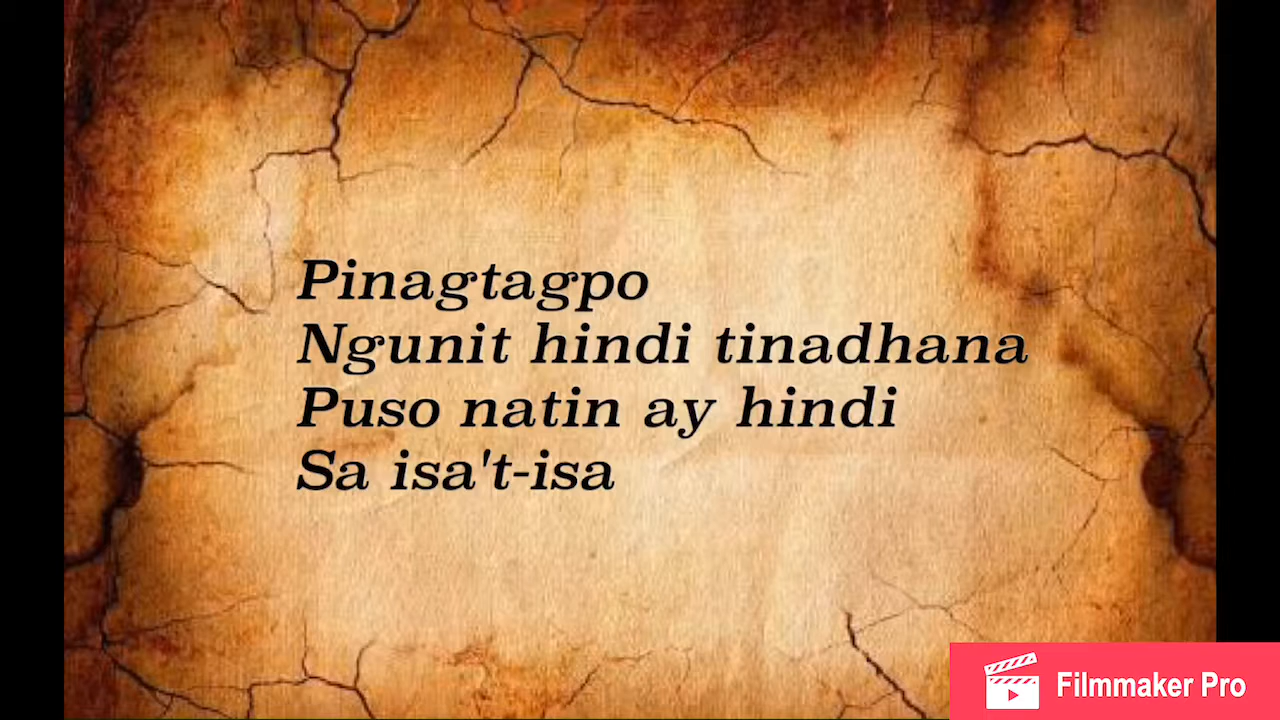 Pinagtagpo
Ngunit hindi tinadhana
Puso natin ay hindi
Sa isa't-isa
Filmmaker Pro